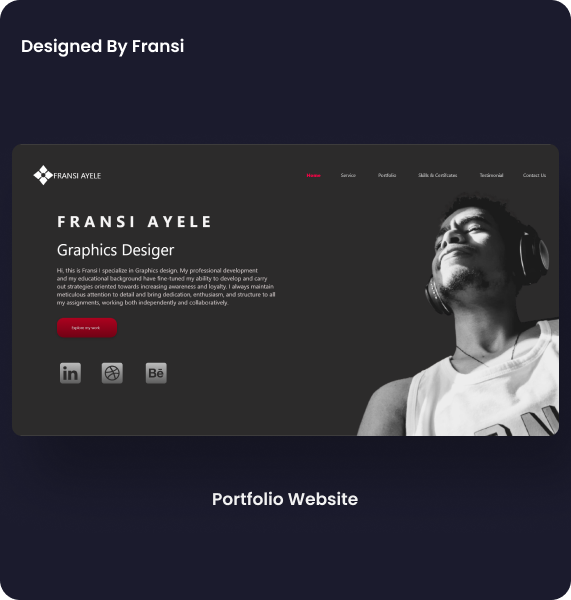 Designed By Fransi
FRANSI AYELE
Home Service Portfolio Skills & Certifcates Testimonial Contact Us
FRANSI AYELE
Graphics Desiger
Hi, this is Fransi I specialize in Graphics design. My professional development
and my educational background have fine-tuned my ability to develop and carry
out strategies oriented towards increasing awareness and loyalty. I always maintain
meticulous attention to detail and bring dedication, enthusiasm, and structure to all
my assignments, working both independently and collaboratively.
Explore my work
in
Bē
Portfolio Website